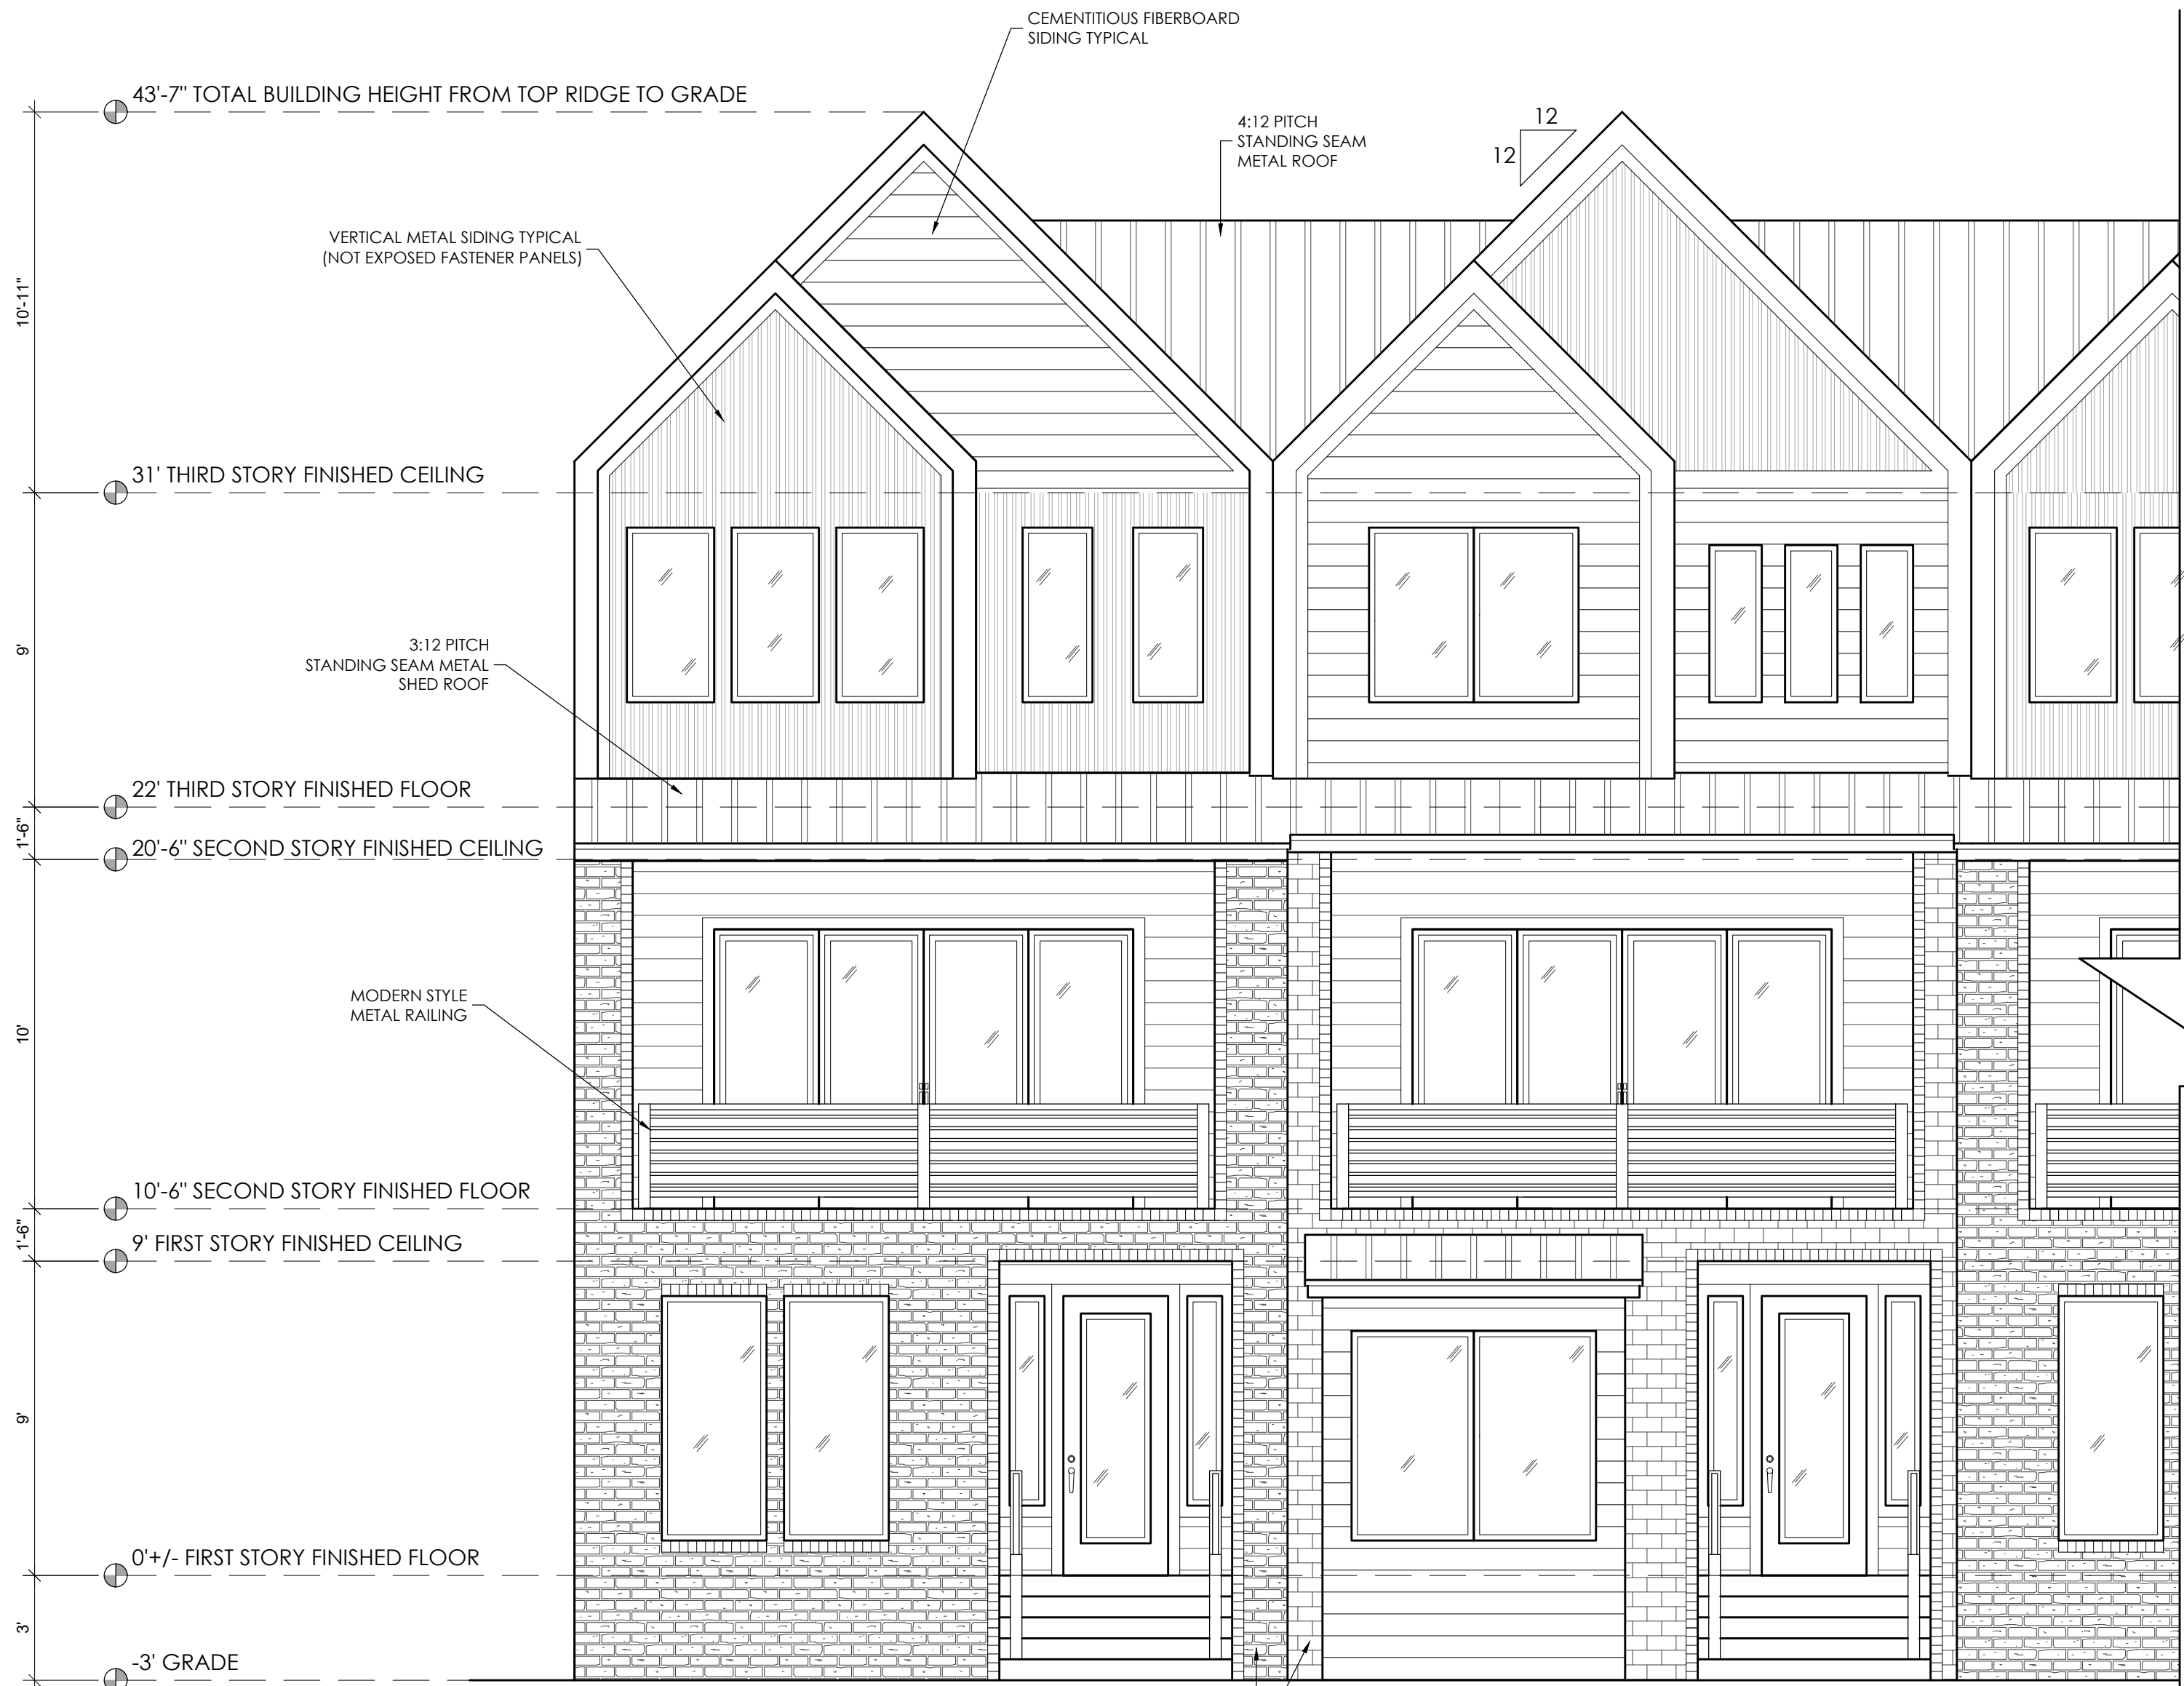 CEMENTITIOUS FIBERBOARD
SIDING TYPICAL
43'-7" TOTAL BUILDING HEIGHT FROM TOP RIDGE TO GRADE
12
12
4:12 PITCH
STANDING SEAM
METAL ROOF
VERTICAL METAL SIDING TYPICAL
(NOT EXPOSED FASTENER PANELS)
10'-11"
31' THIRD STORY FINISHED CEILING
9'
3:12 PITCH
STANDING SEAM METAL
SHED ROOF
22' THIRD STORY FINISHED FLOOR
1'-6"
20'-6" SECOND STORY FINISHED CEILING
MODERN STYLE
METAL RAILING
10'
10'-6" SECOND STORY FINISHED FLOOR
1'-6"
9' FIRST STORY FINISHED CEILING
9'
0'+/- FIRST STORY FINISHED FLOOR
3'
-3' GRADE